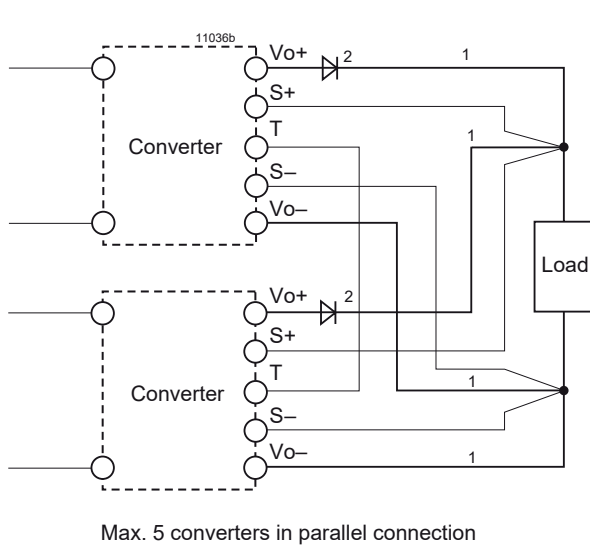 11036b
Vo+
2
1
S+
T
1
Converter
S–
Vo–
Load
Vo+
2
S+
T
1
Converter
S–
Vo–
1
Max. 5 converters in parallel connection